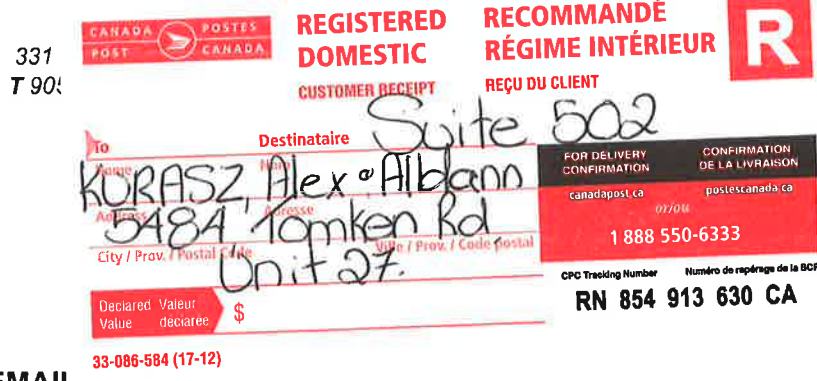 CANADA POST POSTES CANADA
REGISTERED DOMESTIC
RECOMMANDÉ RÉGIME INTÉRIEUR
R
331
T 905
CUSTOMER RECEIPT
REÇU DU CLIENT
To Destinataire Suite 502
Name Nom
KURASZ, Alex @ Albdann
Address Adresse
5484 Tomken Rd
City / Prov. / Postal Code Ville / Prov. / Code postal
Unit 27.
FOR DELIVERY CONFIRMATION
CONFIRMATION DE LA LIVRAISON
canadapost.ca
postescanada.ca
or/ou
1 888 550-6333
CPC Tracking Number Numéro de repérage de la BCP
RN 854 913 630 CA
Declared Value Valeur déclarée $
33-086-584 (17-12)
EMAIL